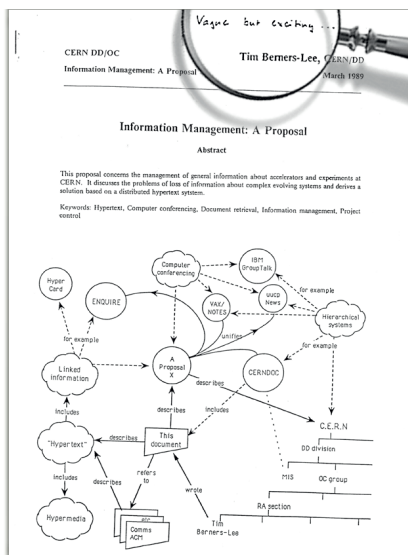 Vague but exciting ...
CERN DD/OC
Tim Berners-Lee, CERN/DD
Information Management: A Proposal
March 1989
Information Management: A Proposal
Abstract
This proposal concerns the management of general information about accelerators and experiments at
CERN. It discusses the problems of loss of information about complex evolving systems and derives a
solution based on a distributed hypertext system.
Keywords: Hypertext, Computer conferencing, Document retrieval, Information management, Project
control
Computer
conferencing
IBM
GroupTalk
Hyper
Card
ENQUIRE
VAX/
NOTES
uucp
News
for example
Hierarchical
systems
unifies
for example
for example
Linked
information
A
Proposal
X
CERNDOC
describes
includes
describes
includes
C.E.R.N
"Hypertext"
describes
This
document
DD division
refers
to
MIS
OC group
includes
describes
wrote
RA section
Hypermedia
Comms
ACM
Tim
Berners-Lee